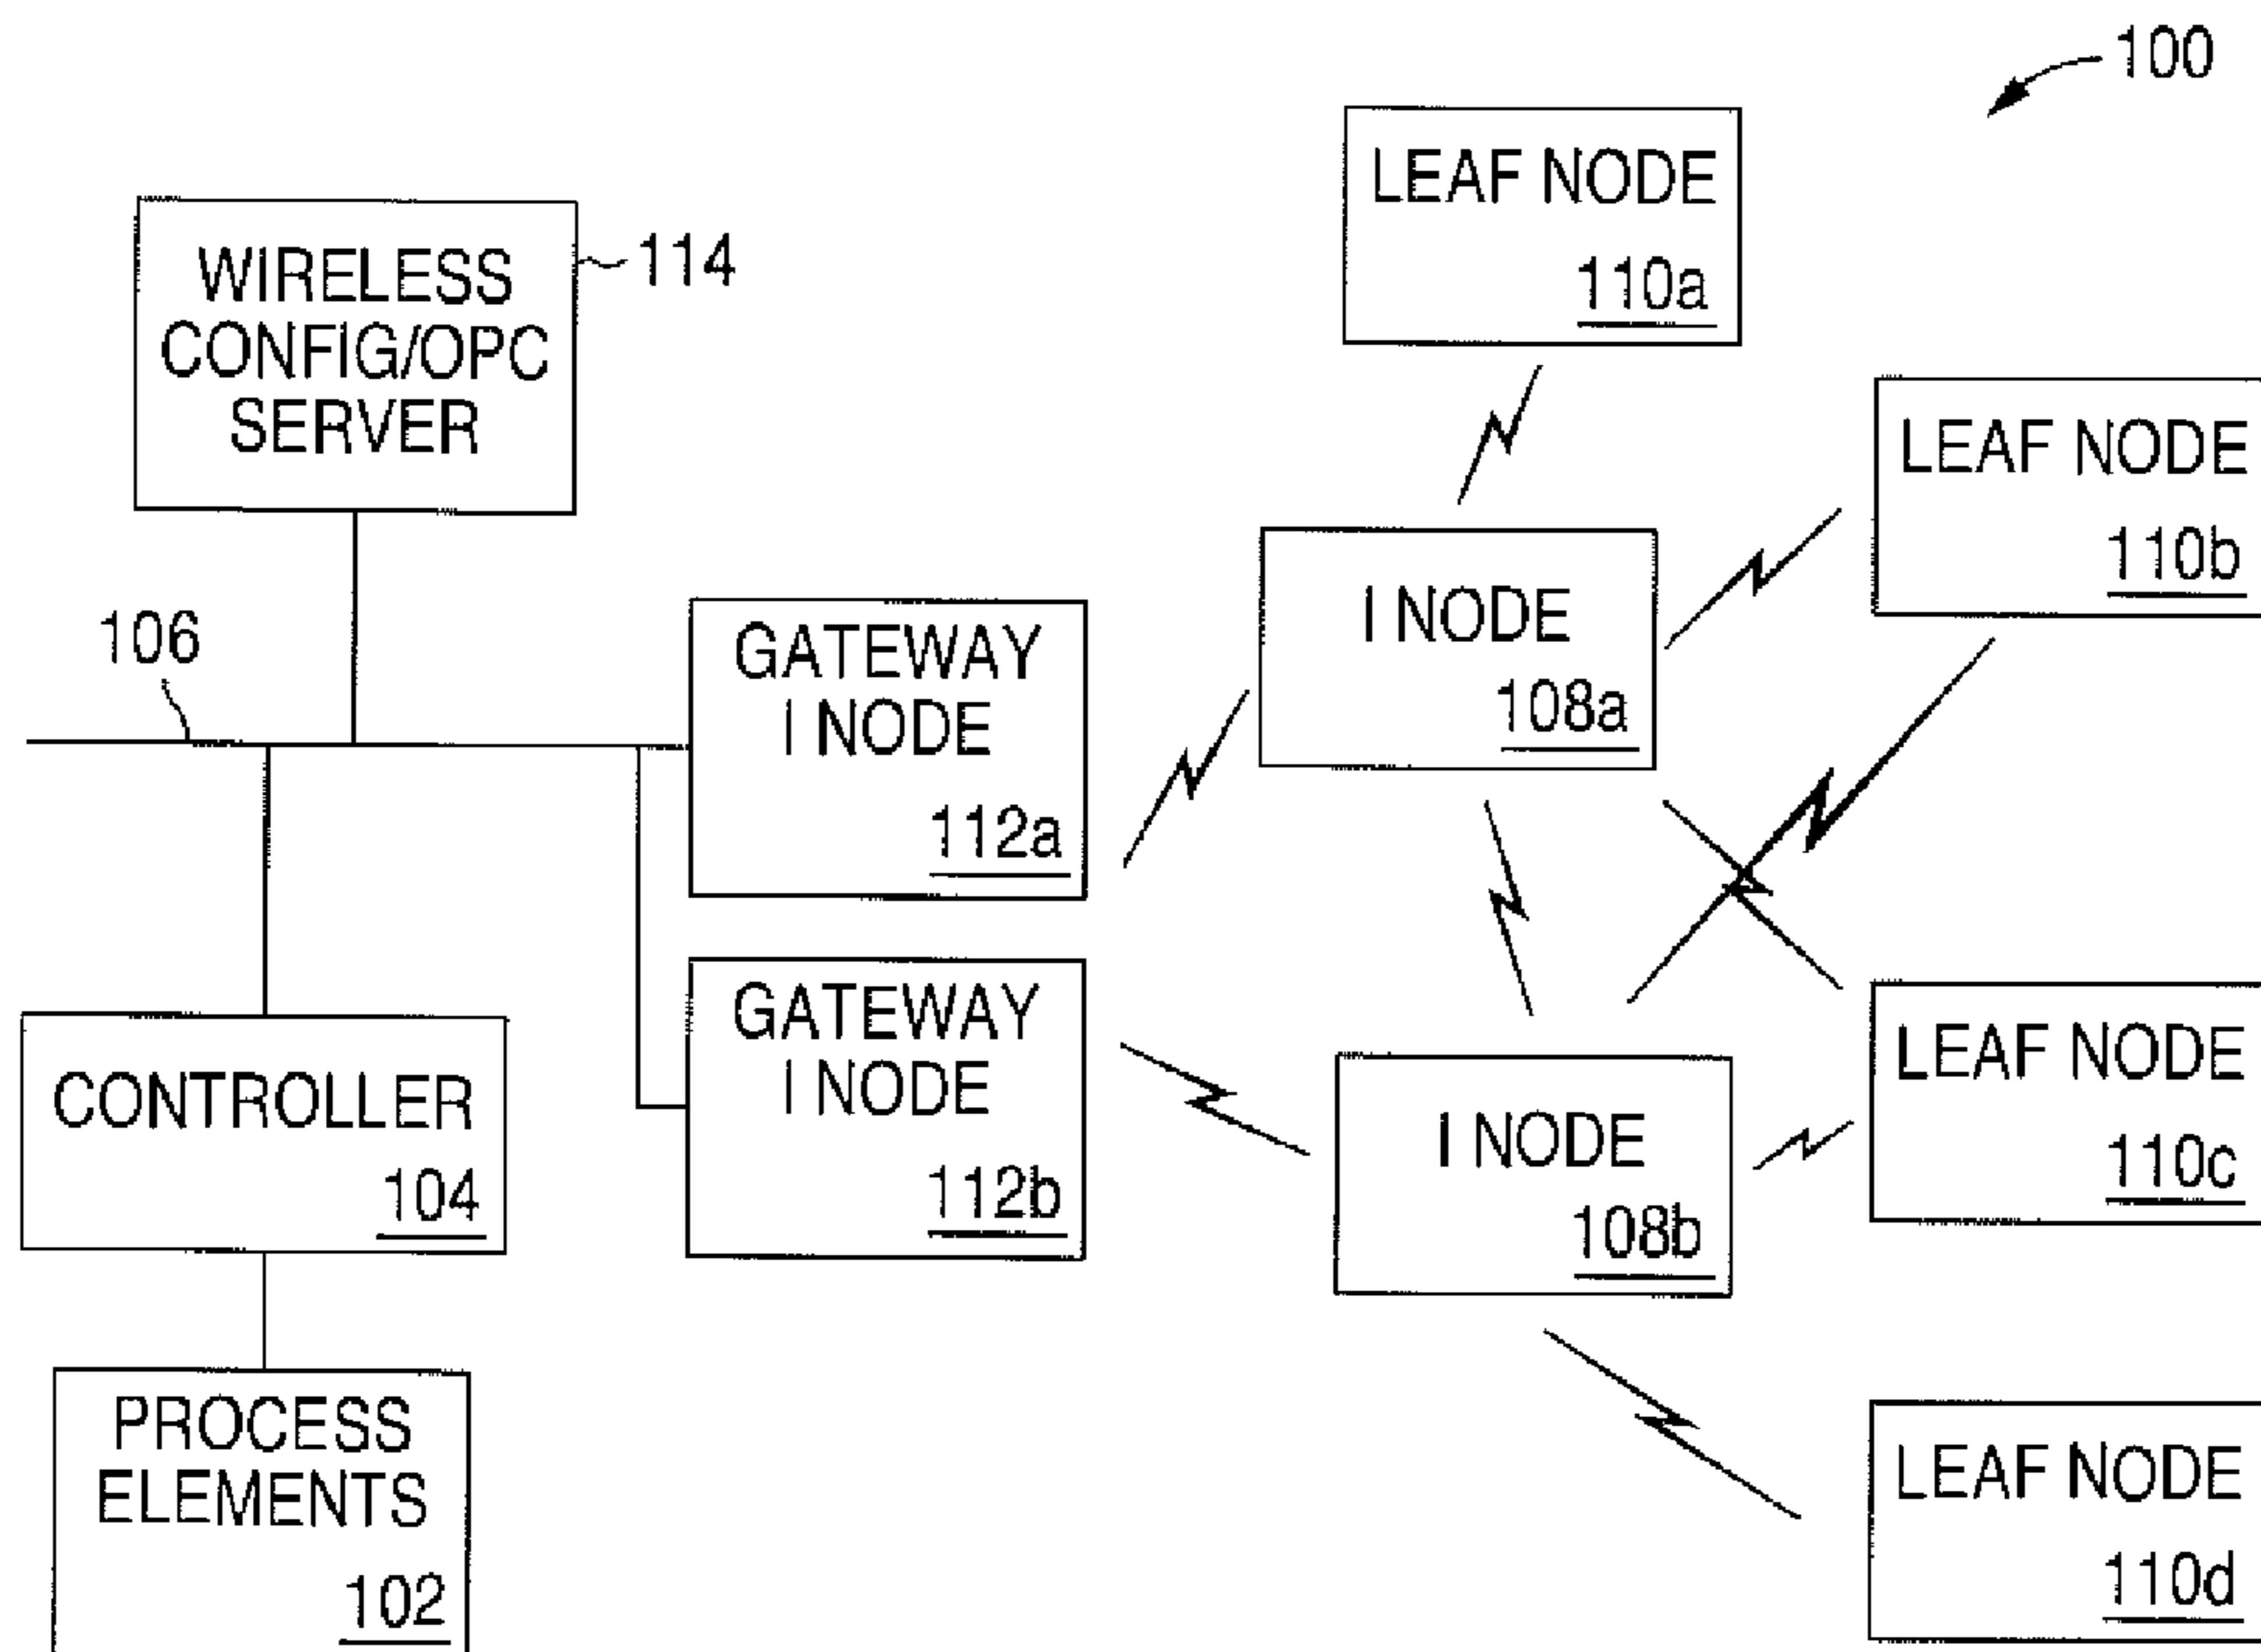 100
LEAF NODE
110a
WIRELESS
CONFIG/OPC
SERVER
114
LEAF NODE
110b
106
GATEWAY
I NODE
112a
I NODE
108a
GATEWAY
I NODE
112b
CONTROLLER
104
I NODE
108b
LEAF NODE
110c
PROCESS
ELEMENTS
102
LEAF NODE
110d